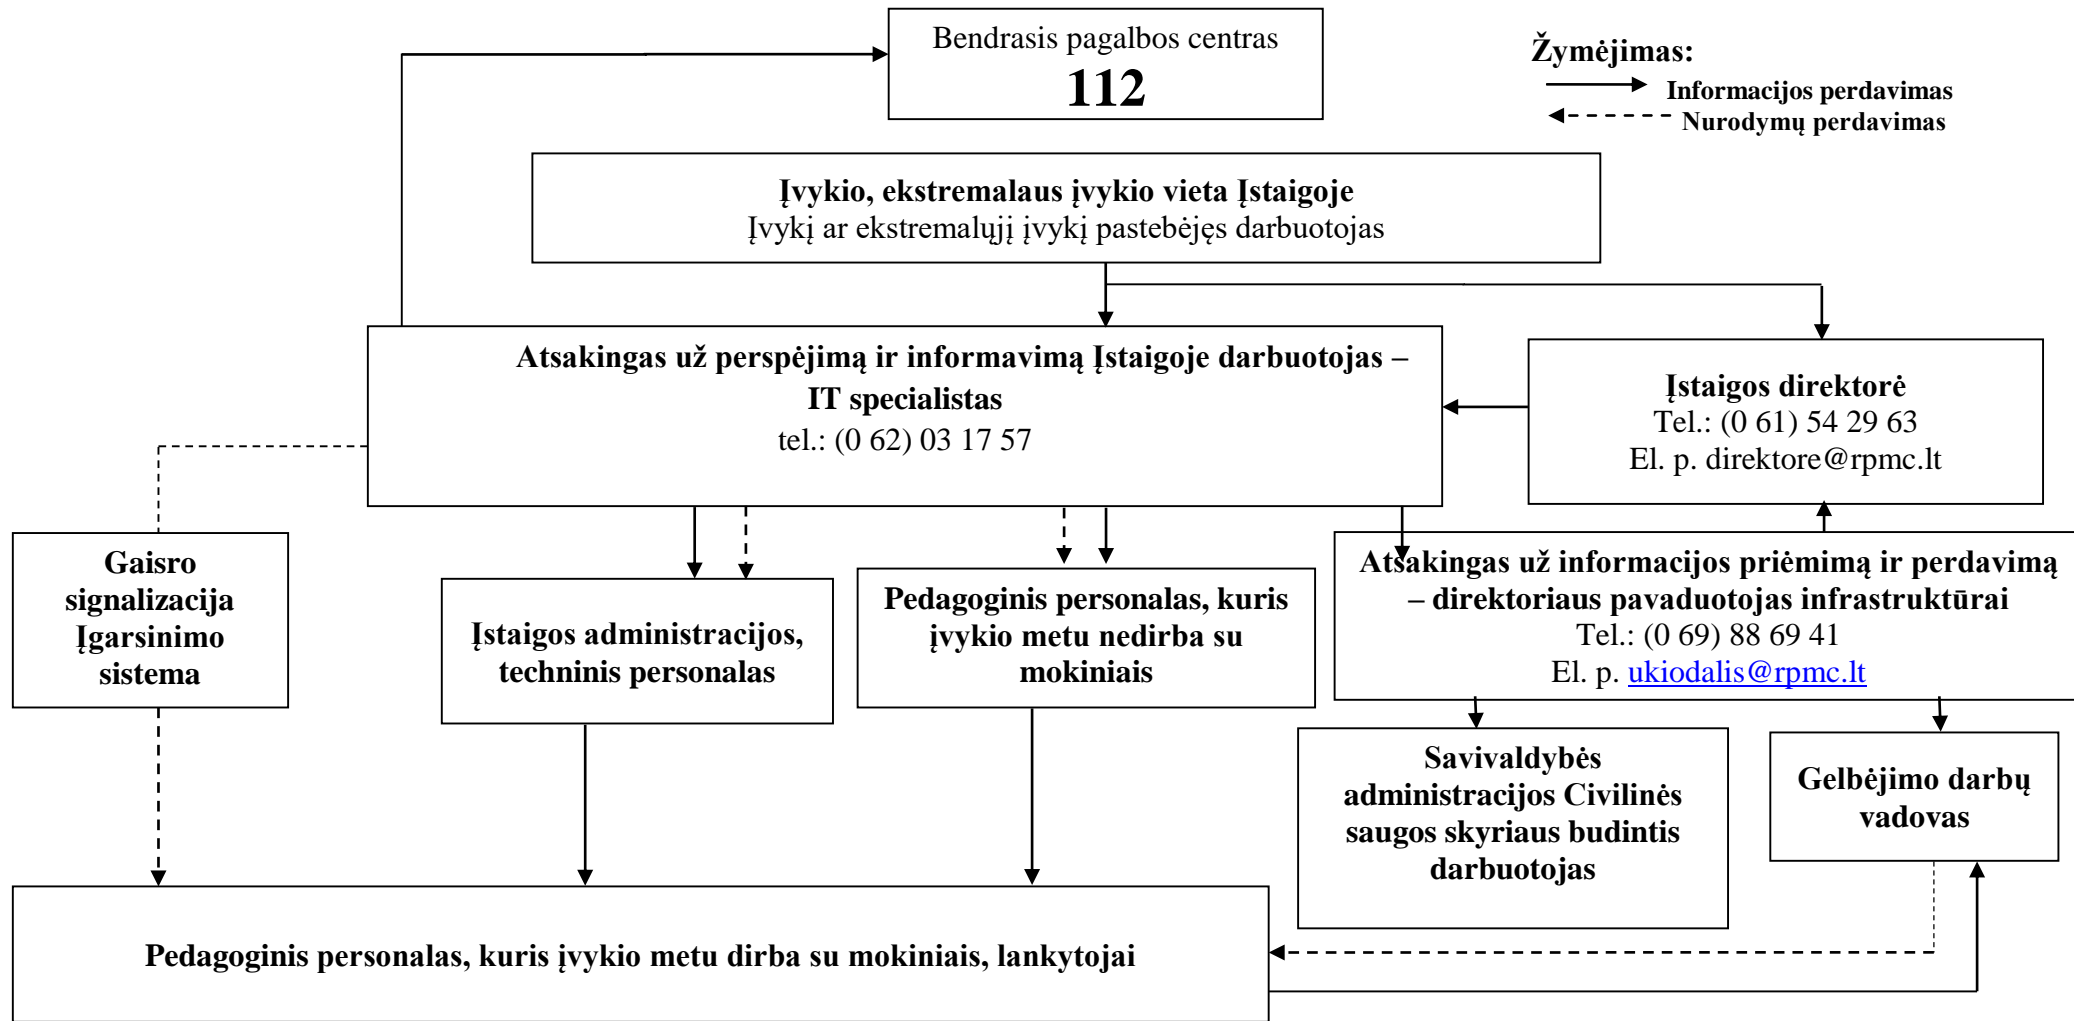 Bendrasis pagalbos centras
112
Žymėjimas:
Informacijos perdavimas
Nurodymų perdavimas
Įvykio, ekstremalaus įvykio vieta Įstaigoje
Įvykį ar ekstremalųjį įvykį pastebėjęs darbuotojas
Atsakingas už perspėjimą ir informavimą Įstaigoje darbuotojas –
IT specialistas
tel.: (0 62) 03 17 57
Įstaigos direktorė
Tel.: (0 61) 54 29 63
El. p. direktore@rpmc.lt
Gaisro
signalizacija
Įgarsinimo
sistema
Įstaigos administracijos,
techninis personalas
Pedagoginis personalas, kuris
įvykio metu nedirba su
mokiniais
Atsakingas už informacijos priėmimą ir perdavimą
– direktoriaus pavaduotojas infrastruktūrai
Tel.: (0 69) 88 69 41
El. p. ukiodalis@rpmc.lt
Savivaldybės
administracijos Civilinės
saugos skyriaus budintis
darbuotojas
Gelbėjimo darbų
vadovas
Pedagoginis personalas, kuris įvykio metu dirba su mokiniais, lankytojai